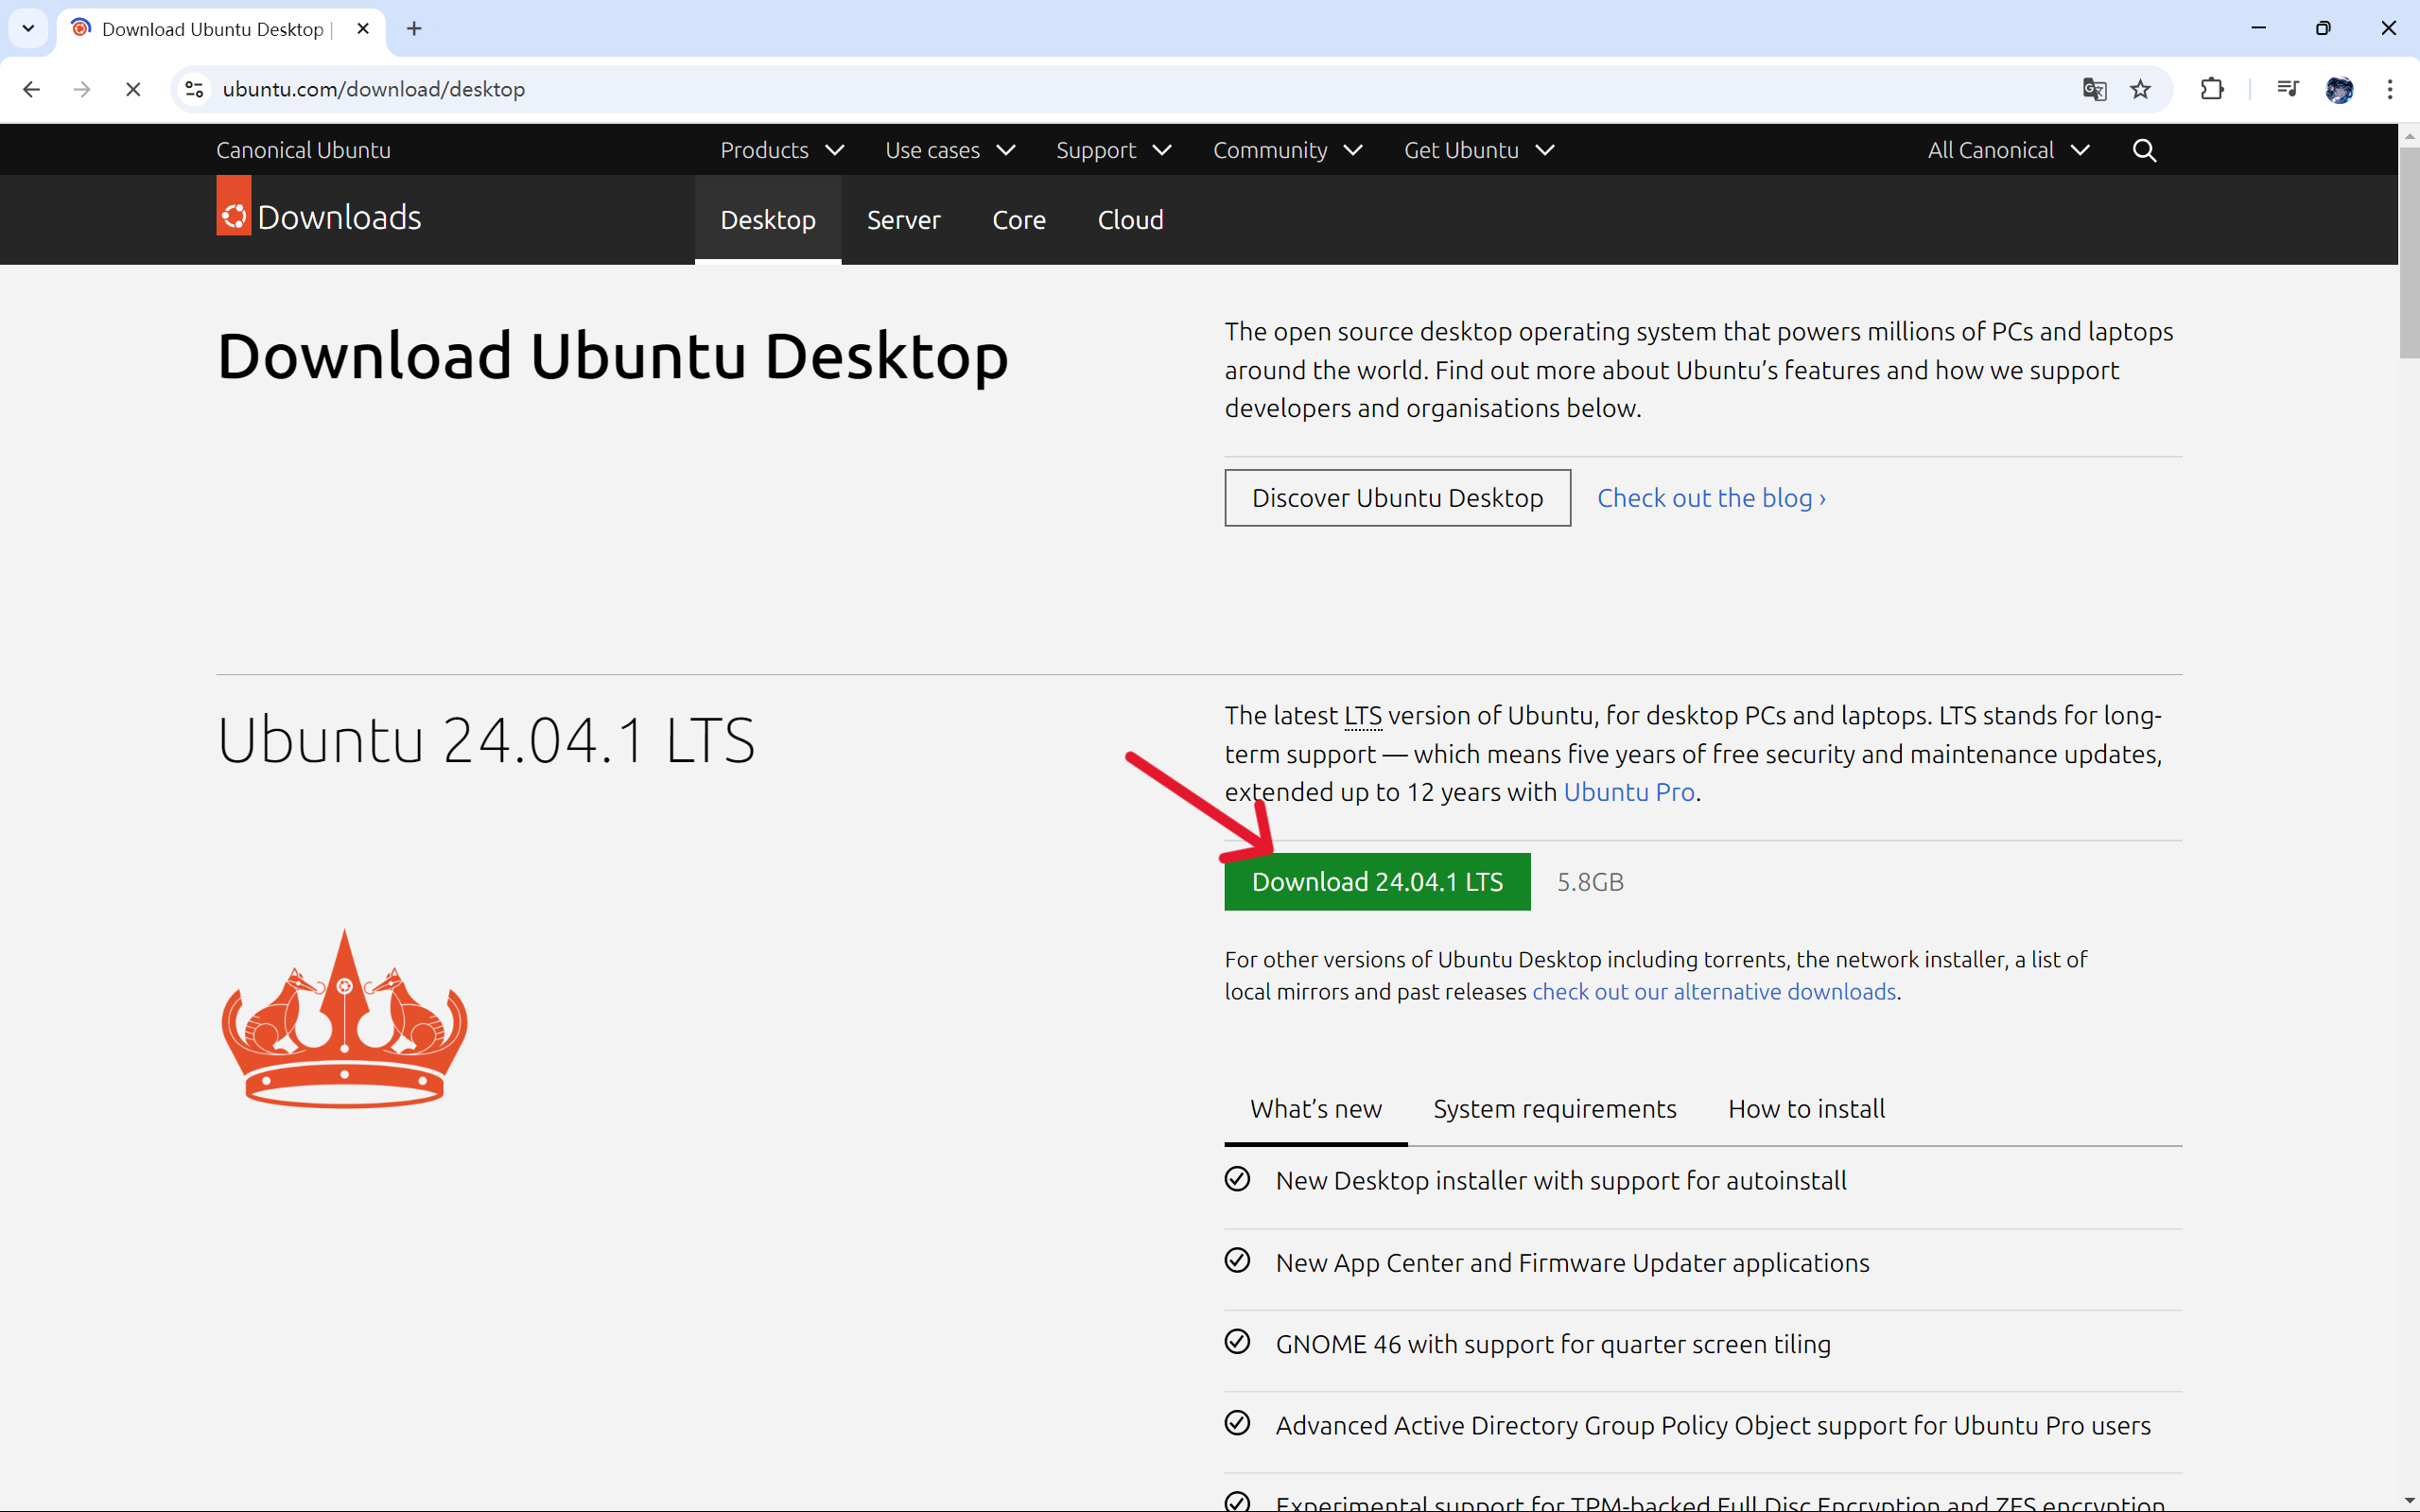 Download Ubuntu Desktop |
ubuntu.com/download/desktop
Canonical Ubuntu
Products
Use cases
Support
Community
Get Ubuntu
All Canonical
Downloads
Desktop
Server
Core
Cloud
Download Ubuntu Desktop
The open source desktop operating system that powers millions of PCs and laptops
around the world. Find out more about Ubuntu’s features and how we support
developers and organisations below.
Discover Ubuntu Desktop
Check out the blog ›
Ubuntu 24.04.1 LTS
The latest LTS version of Ubuntu, for desktop PCs and laptops. LTS stands for long-
term support — which means five years of free security and maintenance updates,
extended up to 12 years with Ubuntu Pro.
Download 24.04.1 LTS
5.8GB
For other versions of Ubuntu Desktop including torrents, the network installer, a list of
local mirrors and past releases check out our alternative downloads.
What’s new
System requirements
How to install
New Desktop installer with support for autoinstall
New App Center and Firmware Updater applications
GNOME 46 with support for quarter screen tiling
Advanced Active Directory Group Policy Object support for Ubuntu Pro users
Experimental support for TPM-backed Full Disc Encryption and ZFS encryption